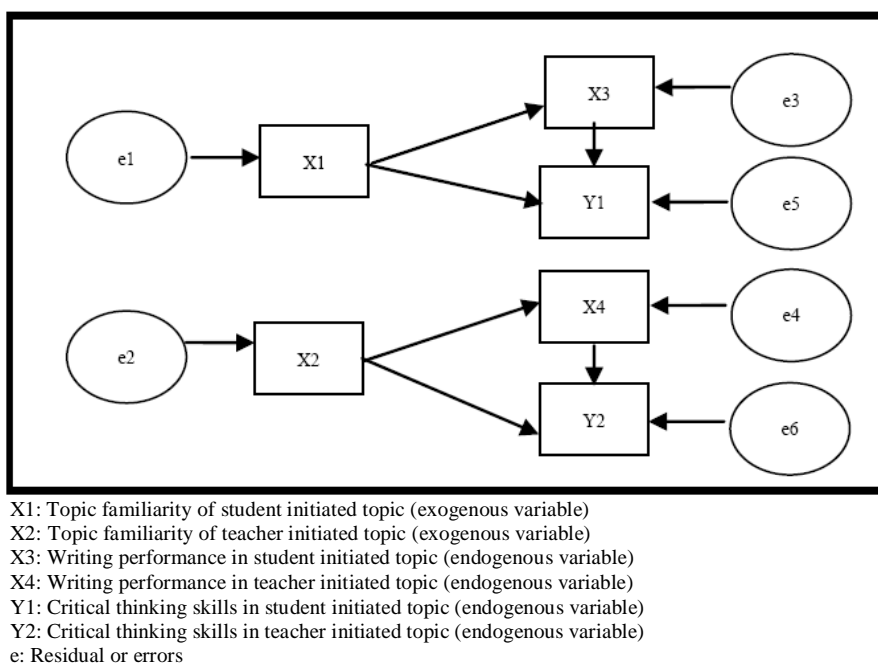 X3
e3
e1
X1
Y1
e5
X4
e4
e2
X2
Y2
e6
X1: Topic familiarity of student initiated topic (exogenous variable)
X2: Topic familiarity of teacher initiated topic (exogenous variable)
X3: Writing performance in student initiated topic (endogenous variable)
X4: Writing performance in teacher initiated topic (endogenous variable)
Y1: Critical thinking skills in student initiated topic (endogenous variable)
Y2: Critical thinking skills in teacher initiated topic (endogenous variable)
e: Residual or errors